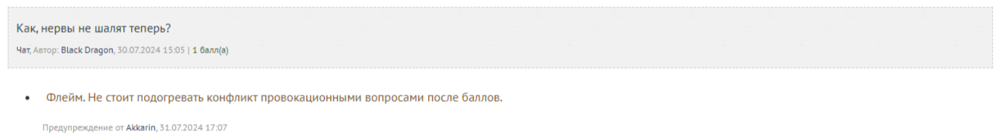 Как, нервы не шалят теперь?
Чат, Автор: Black Dragon, 30.07.2024 15:05 | 1 балл(а)
• Флейм. Не стоит подогревать конфликт провокационными вопросами после баллов.
Предупреждение от Akkarin, 31.07.2024 17:07